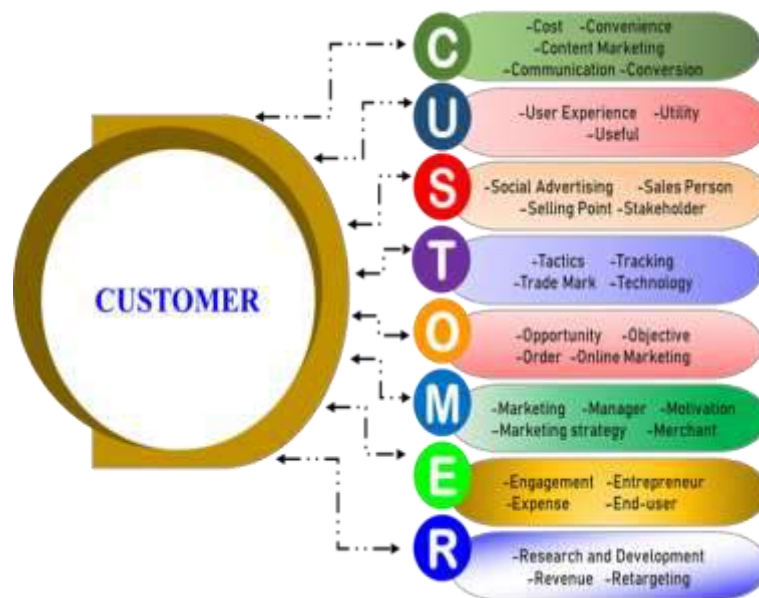 CUSTOMER
C
-Cost -Convenience
-Content Marketing
-Communication -Conversion
U
-User Experience -Utility
-Useful
S
-Social Advertising -Sales Person
-Selling Point -Stakeholder
T
-Tactics -Tracking
-Trade Mark -Technology
O
-Opportunity -Objective
-Order -Online Marketing
M
-Marketing -Manager -Motivation
-Marketing strategy -Merchant
E
-Engagement -Entrepreneur
-Expense -End-user
R
-Research and Development
-Revenue -Retargeting